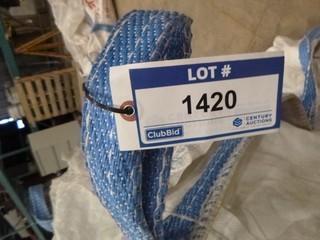 LOT #
1420
ClubBid
CENTURY
AUCTIONS